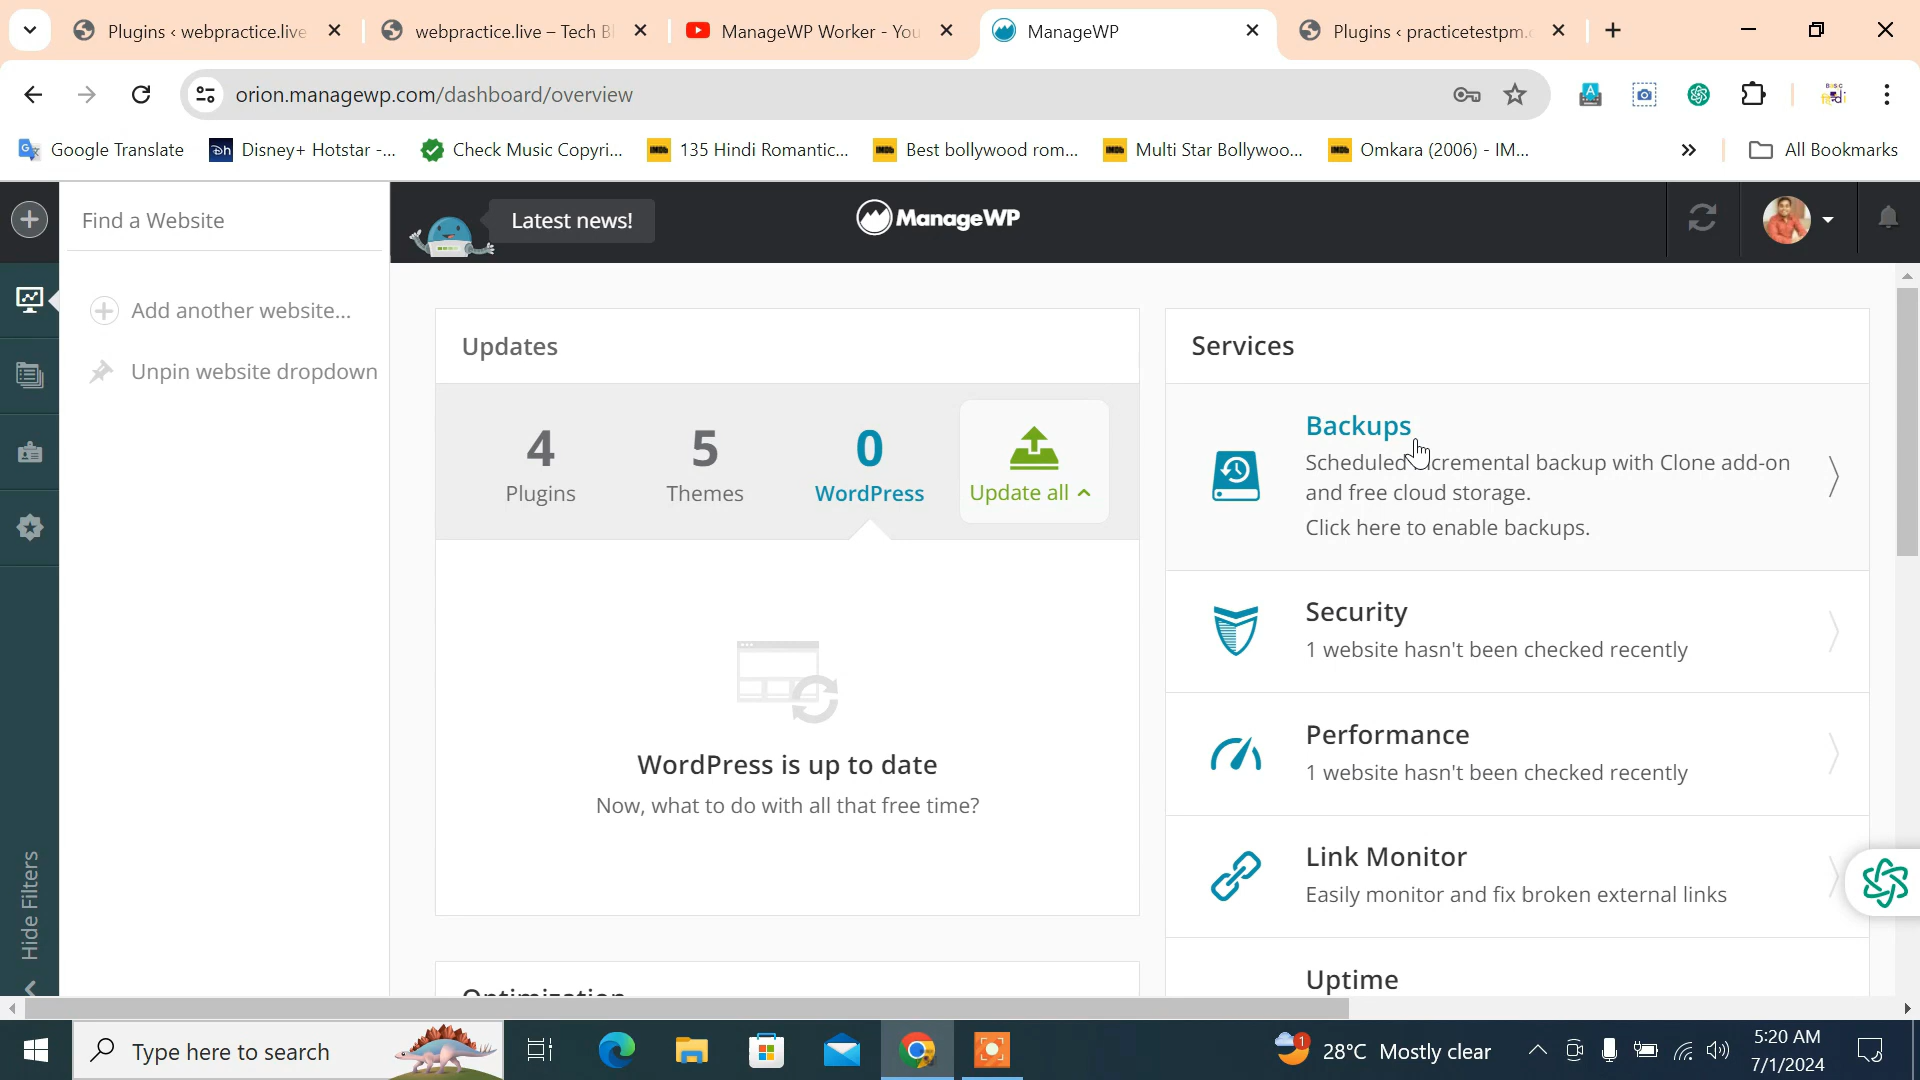 Plugins ‹ webpractice.live
webpractice.live – Tech Bl
ManageWP Worker - You
ManageWP
Plugins ‹ practicetestpm.c
orion.managewp.com/dashboard/overview
Google Translate
Disney+ Hotstar -...
Check Music Copyri...
135 Hindi Romantic...
Best bollywood rom...
Multi Star Bollywoo...
Omkara (2006) - IM...
All Bookmarks
Find a Website
Latest news!
ManageWP
Add another website...
Unpin website dropdown
Hide Filters
Updates
4
Plugins
5
Themes
0
WordPress
Update all
WordPress is up to date
Now, what to do with all that free time?
Services
Backups
Scheduled incremental backup with Clone add-on
and free cloud storage.
Click here to enable backups.
Security
1 website hasn't been checked recently
Performance
1 website hasn't been checked recently
Link Monitor
Easily monitor and fix broken external links
Uptime
Optimization
Type here to search
1
28°C Mostly clear
5:20 AM
7/1/2024